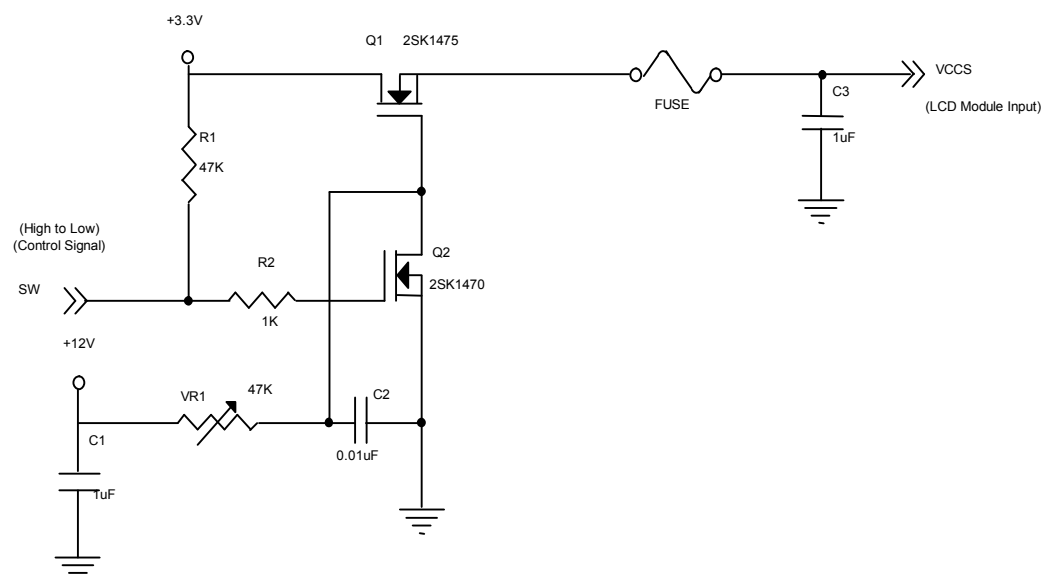 +3.3V
Q1 2SK1475
VCCS
FUSE
C3
(LCD Module Input)
R1
1uF
47K
(High to Low)
(Control Signal)
R2
Q2
SW
2SK1470
1K
+12V
VR1
47K
C2
C1
0.01uF
1uF